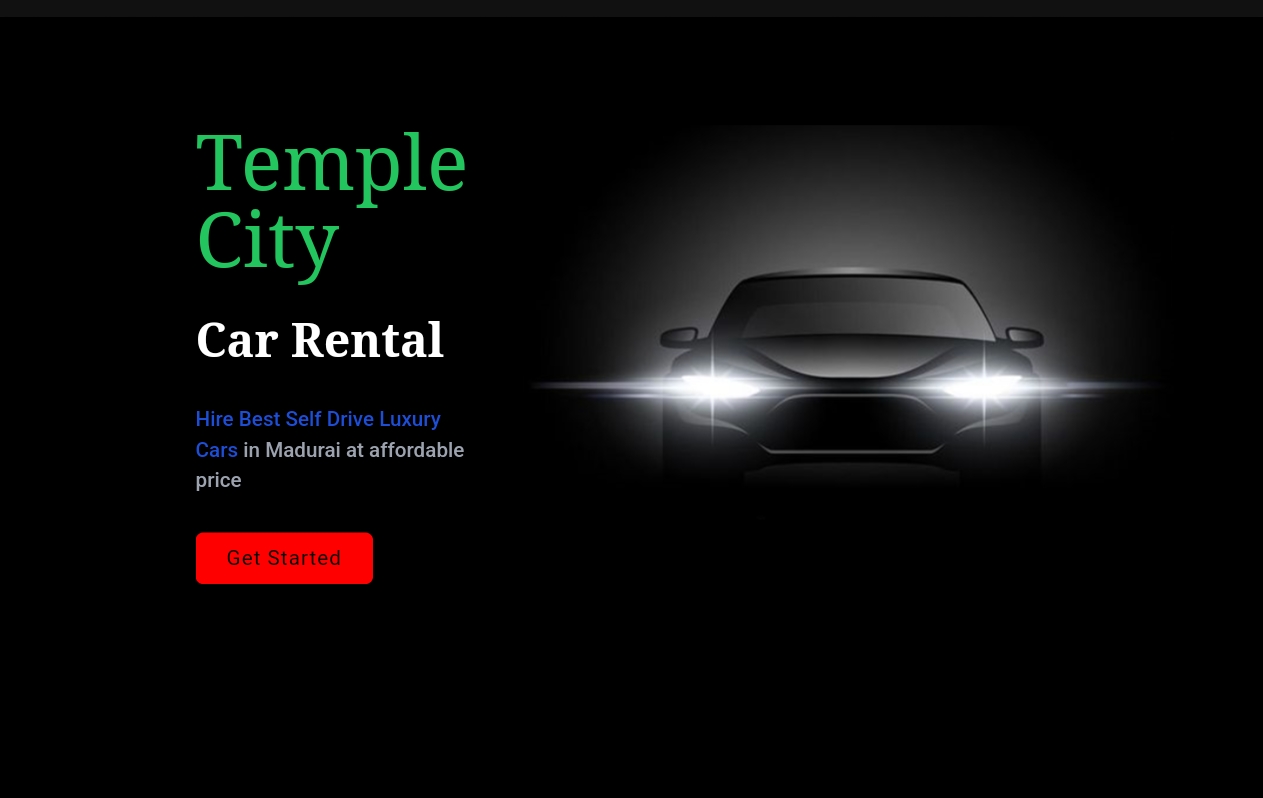 Temple
City
Car Rental
Hire Best Self Drive Luxury
Cars in Madurai at affordable
price
Get Started